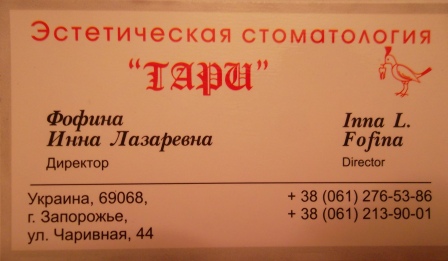 Эстетическая стоматология
“ТАРИ”
Фофина
Инна Лазаревна
Директор
Inna L.
Fofina
Director
Украина, 69068,
г. Запорожье,
ул. Чаривная, 44
+ 38 (061) 276-53-86
+ 38 (061) 213-90-01